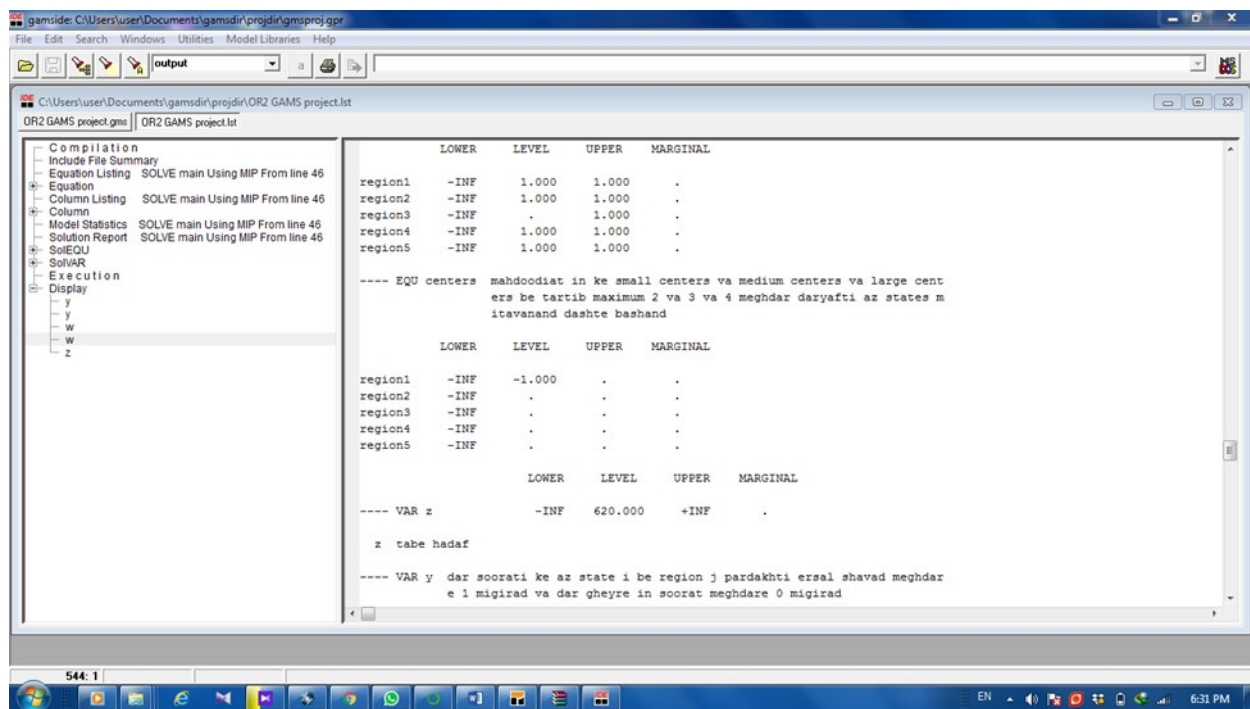 gamside: C:\Users\user\Documents\gamsdir\projdir\gmsproj.gpr
File Edit Search Windows Utilities Model Libraries Help
output
a
C:\Users\user\Documents\gamsdir\projdir\OR2 GAMS project.lst
OR2 GAMS project.gms OR2 GAMS project.lst
Compilation
Include File Summary
Equation Listing SOLVE main Using MIP From line 46
Equation
Column Listing SOLVE main Using MIP From line 46
Column
Model Statistics SOLVE main Using MIP From line 46
Solution Report SOLVE main Using MIP From line 46
SolEQU
SolVAR
Execution
Display
y
y
w
w
z
LOWER LEVEL UPPER MARGINAL
region1 -INF 1.000 1.000 .
region2 -INF 1.000 1.000 .
region3 -INF . 1.000 .
region4 -INF 1.000 1.000 .
region5 -INF 1.000 1.000 .
---- EQU centers mahdoodiat in ke small centers va medium centers va large cent
ers be tartib maximum 2 va 3 va 4 meghdar daryafti az states m
itavanand dashte bashand
LOWER LEVEL UPPER MARGINAL
region1 -INF -1.000 . .
region2 -INF . . .
region3 -INF . . .
region4 -INF . . .
region5 -INF . . .
LOWER LEVEL UPPER MARGINAL
---- VAR z -INF 620.000 +INF .
z tabe hadaf
---- VAR y dar soorati ke az state i be region j pardakhti ersal shavad meghdar
e 1 migirad va dar gheyre in soorat meghdare 0 migirad
544: 1
EN 6:31 PM